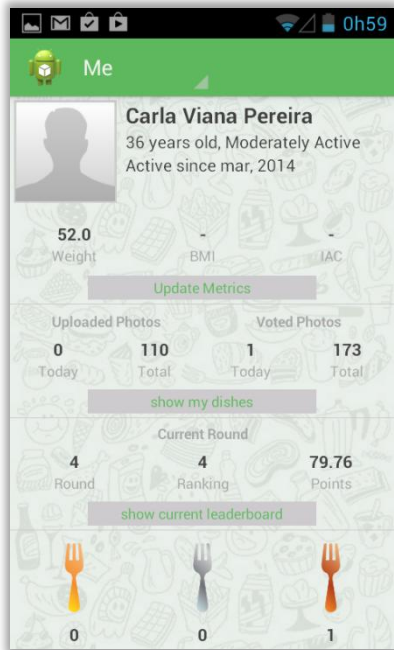 0h59
Me
Carla Viana Pereira
36 years old, Moderately Active
Active since mar, 2014
52.0 - -
Weight BMI IAC
Update Metrics
Uploaded Photos Voted Photos
0 110 1 173
Today Total Today Total
show my dishes
Current Round
4 4 79.76
Round Ranking Points
show current leaderboard
0 0 1